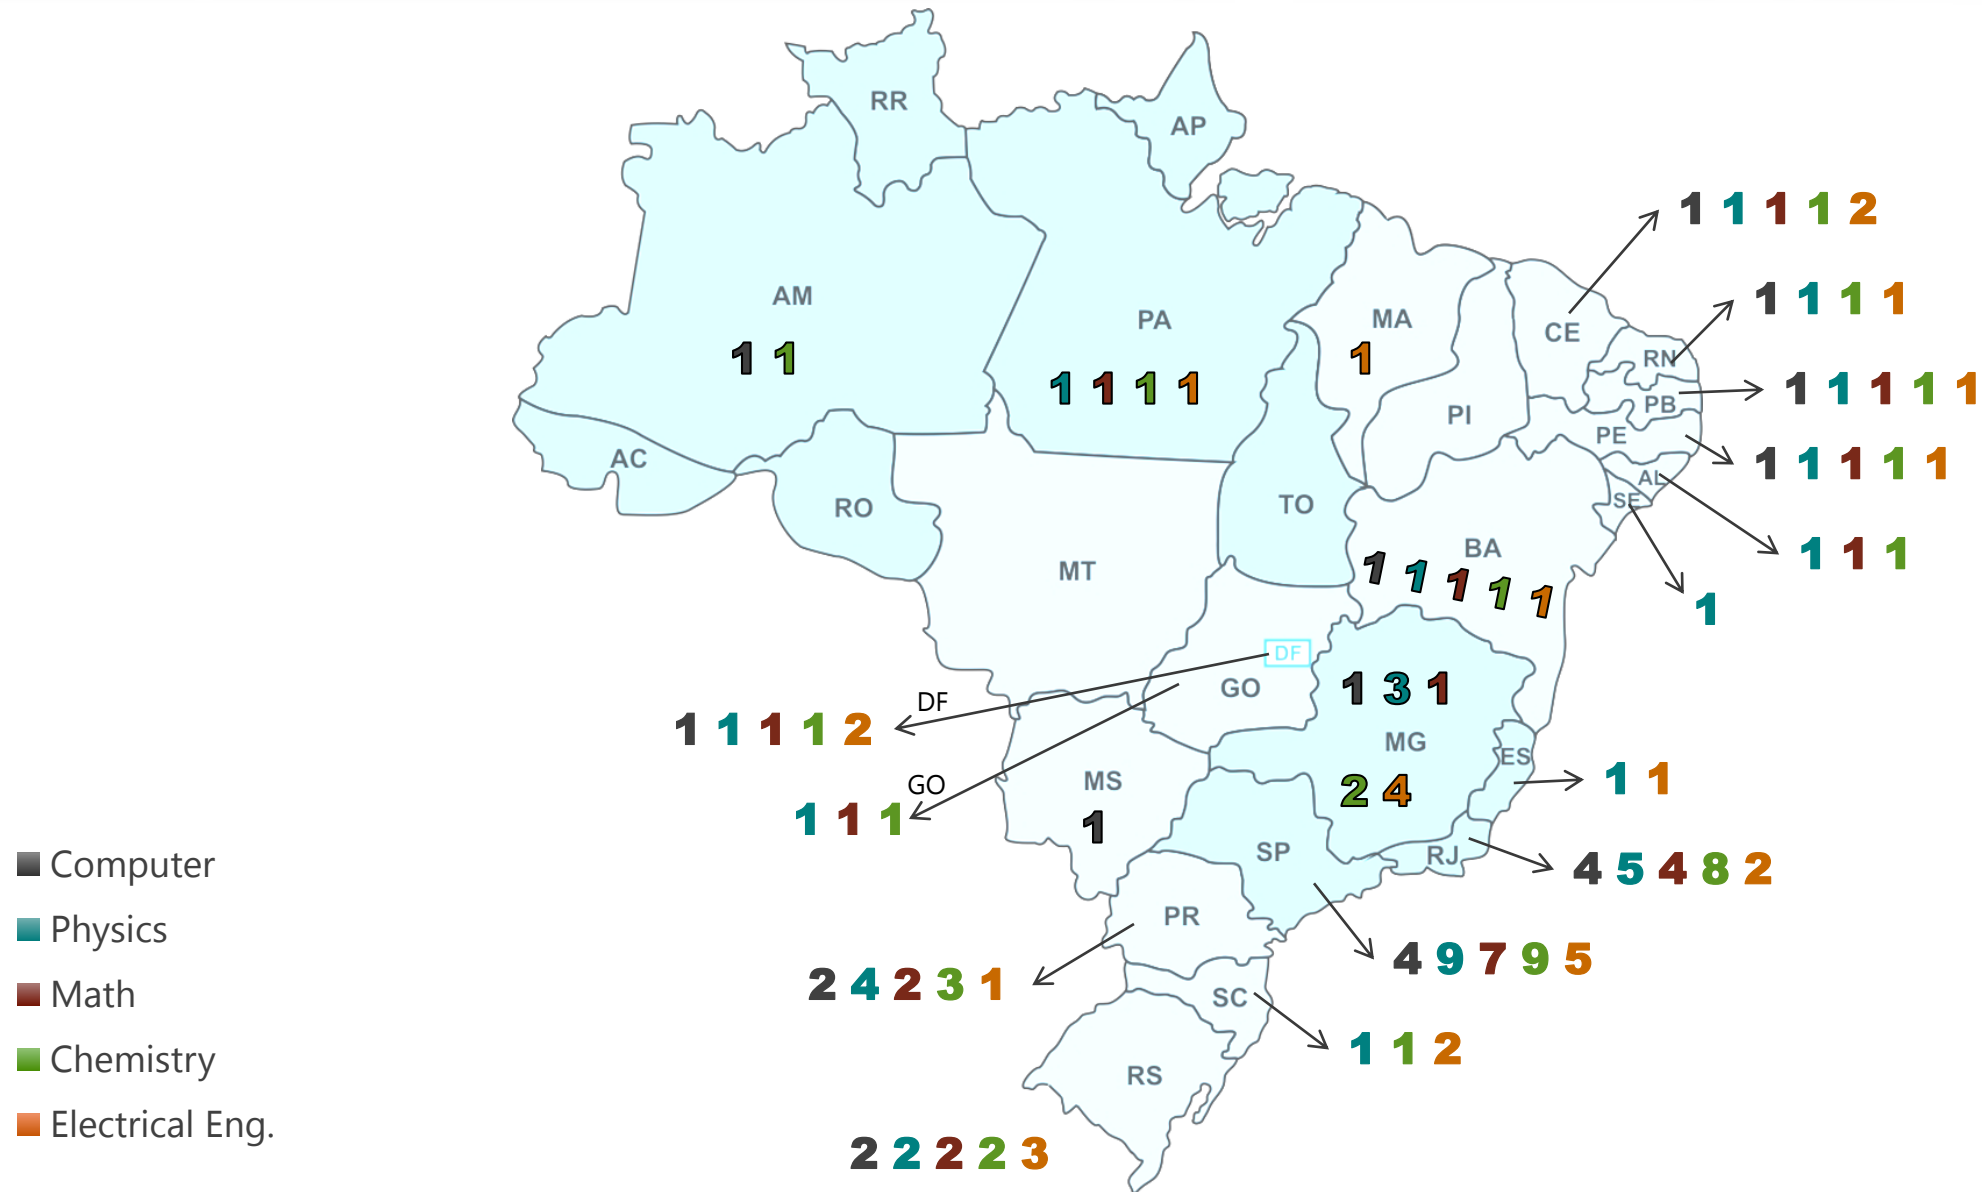 RR
AP
1 1 1 1 2
AM
1 1
PA
1 1 1 1
MA
1
CE
RN
1 1 1 1
PI
PB
1 1 1 1 1
PE
1 1 1 1 1
AC
AL
SE
1 1 1
1
RO
TO
MT
BA
1 1 1 1 1
DF
GO
1 3 1
MG
2 4
DF
1 1 1 1 2
GO
1 1 1
MS
1
ES
1 1
SP
RJ
4 5 4 8 2
PR
4 9 7 9 5
2 4 2 3 1
SC
1 1 2
RS
2 2 2 2 3
Computer
Physics
Math
Chemistry
Electrical Eng.